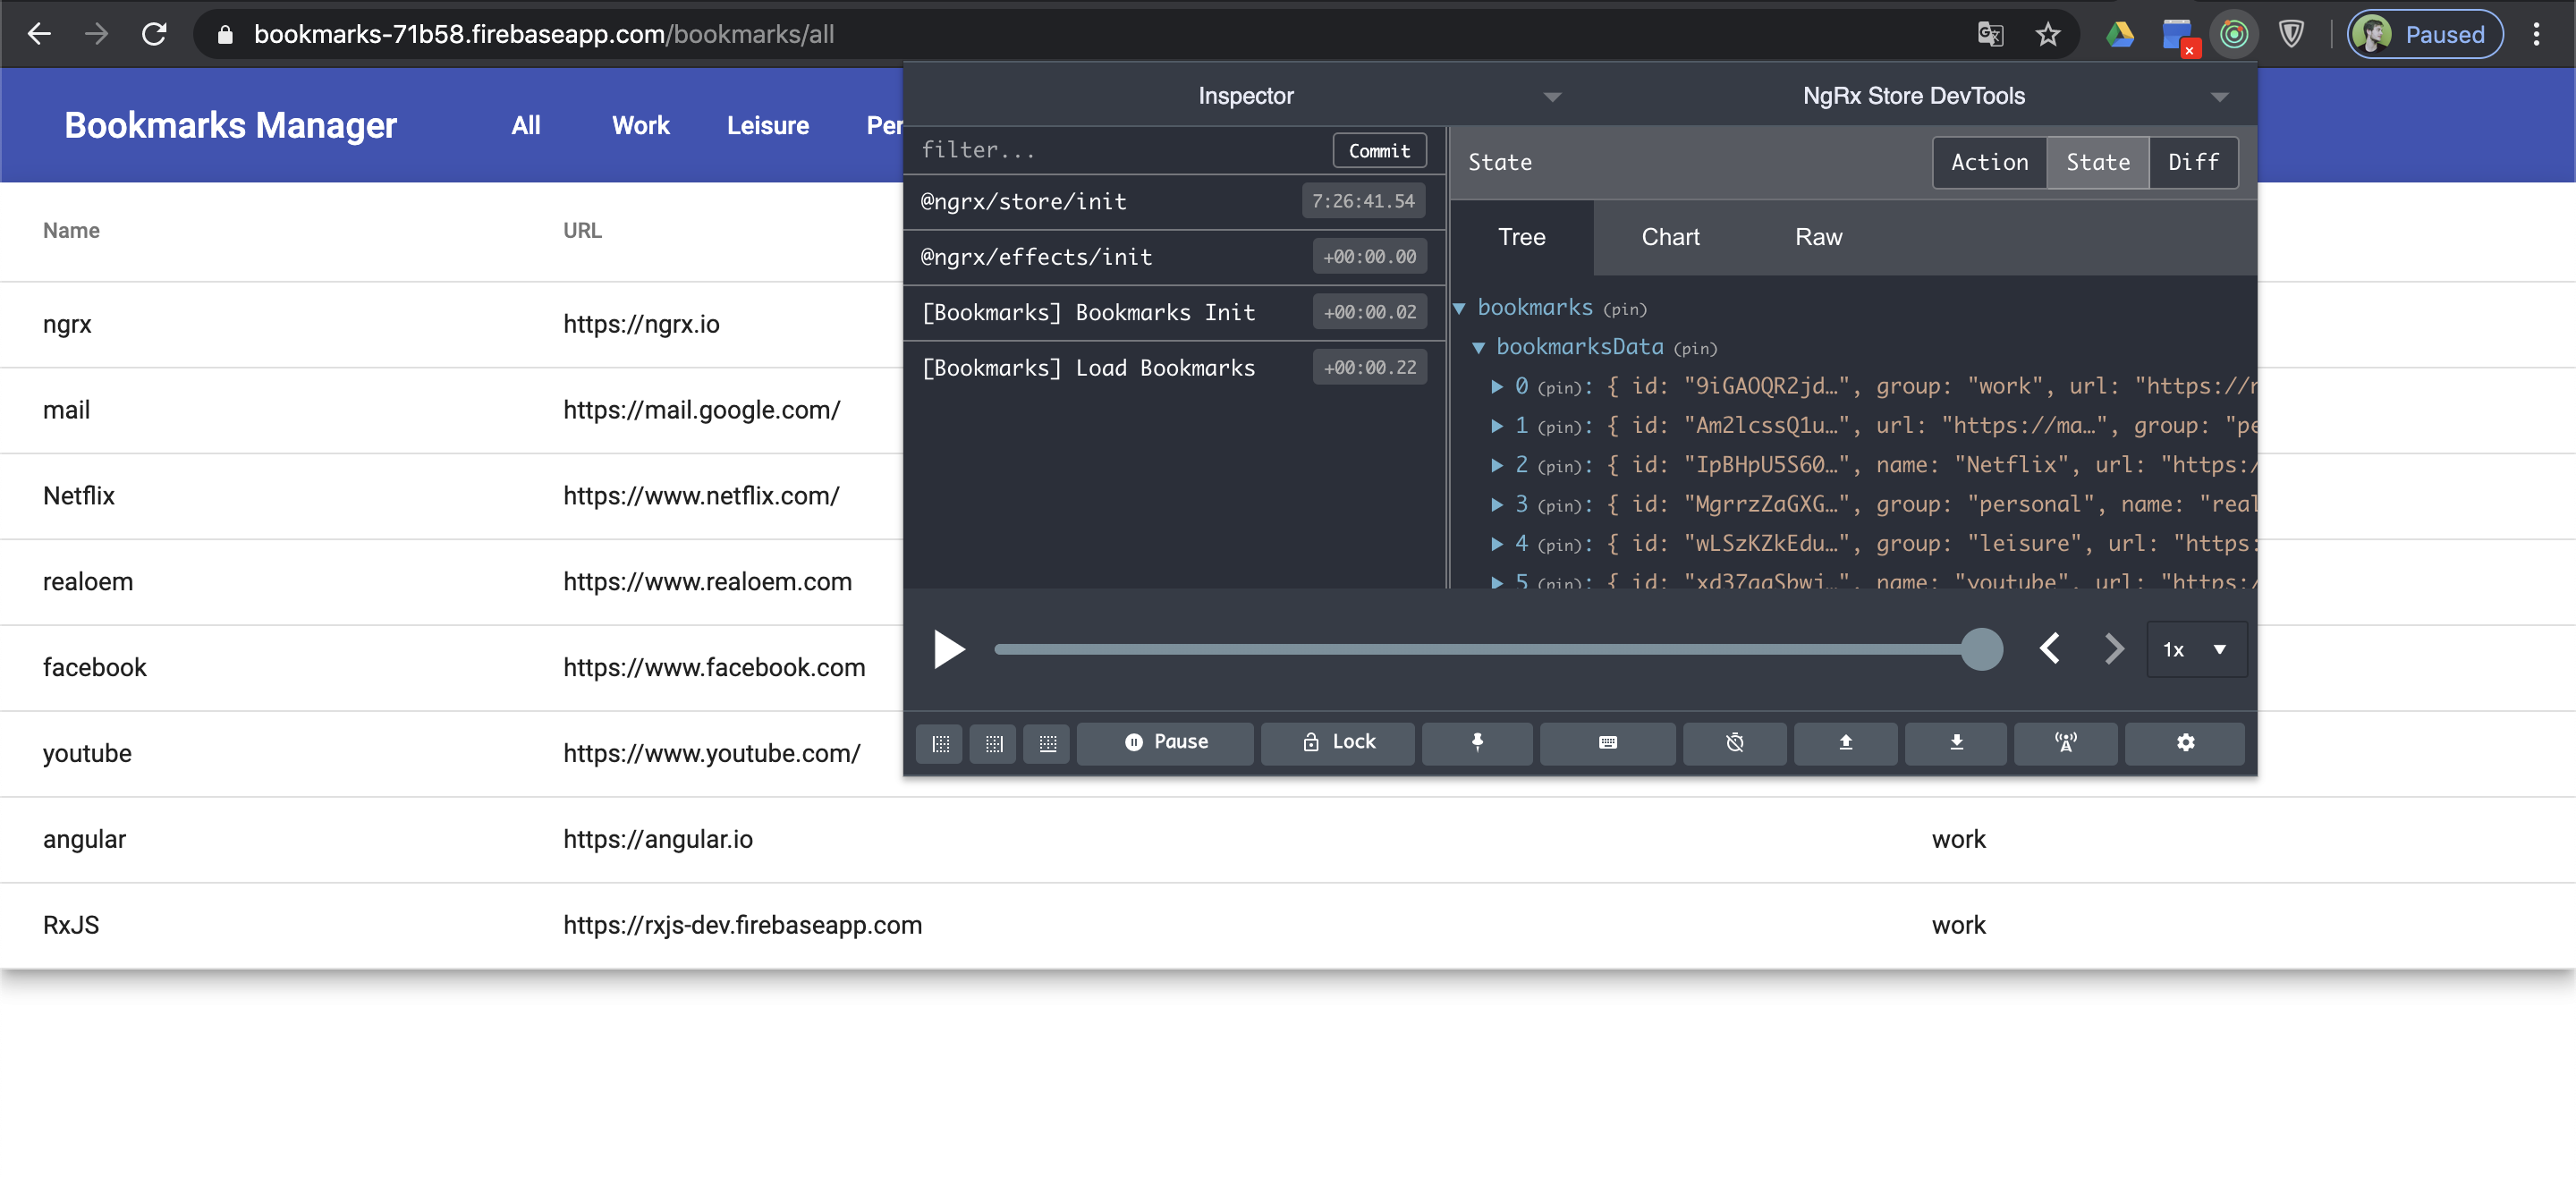 bookmarks-71b58.firebaseapp.com/bookmarks/all
Paused
Bookmarks Manager All Work Leisure Per
Name URL
ngrx https://ngrx.io
mail https://mail.google.com/
Netflix https://www.netflix.com/
realoem https://www.realoem.com
facebook https://www.facebook.com
youtube https://www.youtube.com/
angular https://angular.io work
RxJS https://rxjs-dev.firebaseapp.com work
Inspector NgRx Store DevTools
filter... Commit
@ngrx/store/init 7:26:41.54
@ngrx/effects/init +00:00.00
[Bookmarks] Bookmarks Init +00:00.02
[Bookmarks] Load Bookmarks +00:00.22
State Action State Diff
Tree Chart Raw
bookmarks (pin)
bookmarksData (pin)
0 (pin): { id: "9iGAOQR2jd…", group: "work", url: "https://r
1 (pin): { id: "Am2lcssQ1u…", url: "https://ma…", group: "pe
2 (pin): { id: "IpBHpU5S60…", name: "Netflix", url: "https:/
3 (pin): { id: "MgrrzZaGXG…", group: "personal", name: "real
4 (pin): { id: "wLSzKZkEdu…", group: "leisure", url: "https:
5 (pin): { id: name: "youtube", url: "https:/
1x
Pause Lock